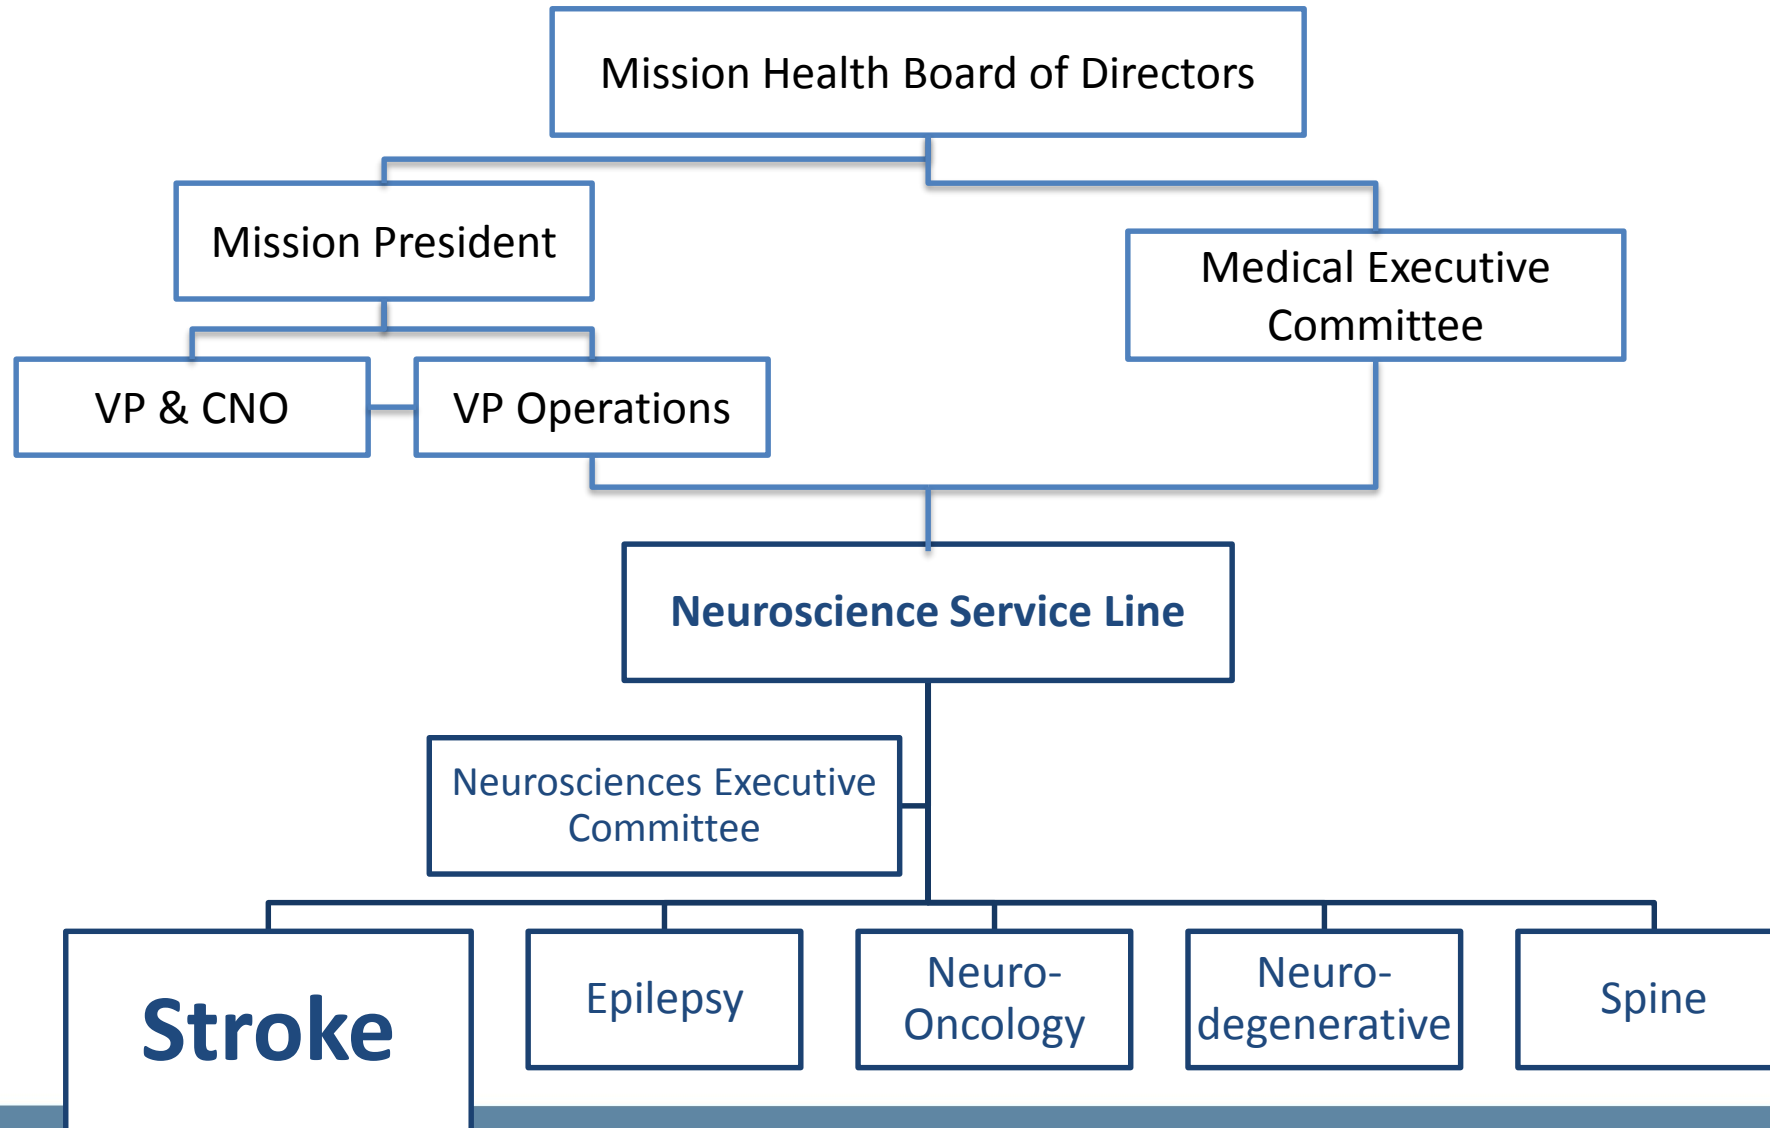 Mission Health Board of Directors
Mission President
Medical Executive
Committee
VP & CNO
VP Operations
Neuroscience Service Line
Neurosciences Executive
Committee
Stroke
Epilepsy
Neuro-
Oncology
Neuro-
degenerative
Spine